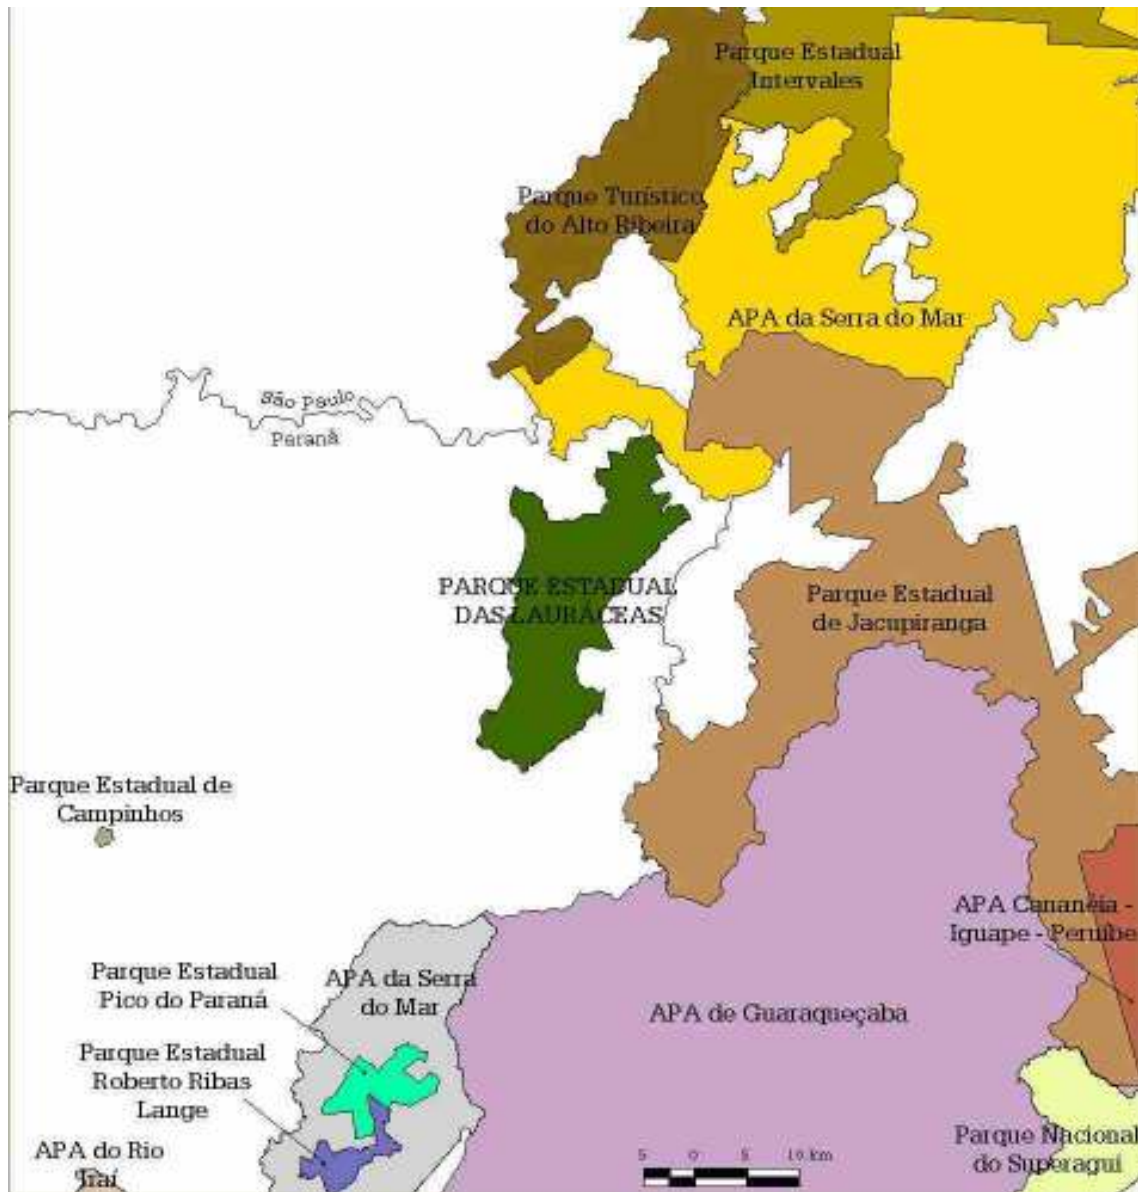 Parque Estadual
Intervales
Parque Turístico
do Alto Ribeira
APA da Serra do Mar
São Paulo
Paraná
PARQUE ESTADUAL
DAS LAURÁCEAS
Parque Estadual
de Jacupiranga
Parque Estadual de
Campinhos
APA Cananéia -
Iguape - Peruíbe
Parque Estadual
Pico do Paraná
APA da Serra
do Mar
APA de Guaraqueçaba
Parque Estadual
Roberto Ribas
Lange
APA do Rio
Iraí
Parque Nacional
do Superagui
5 0 5 10 km